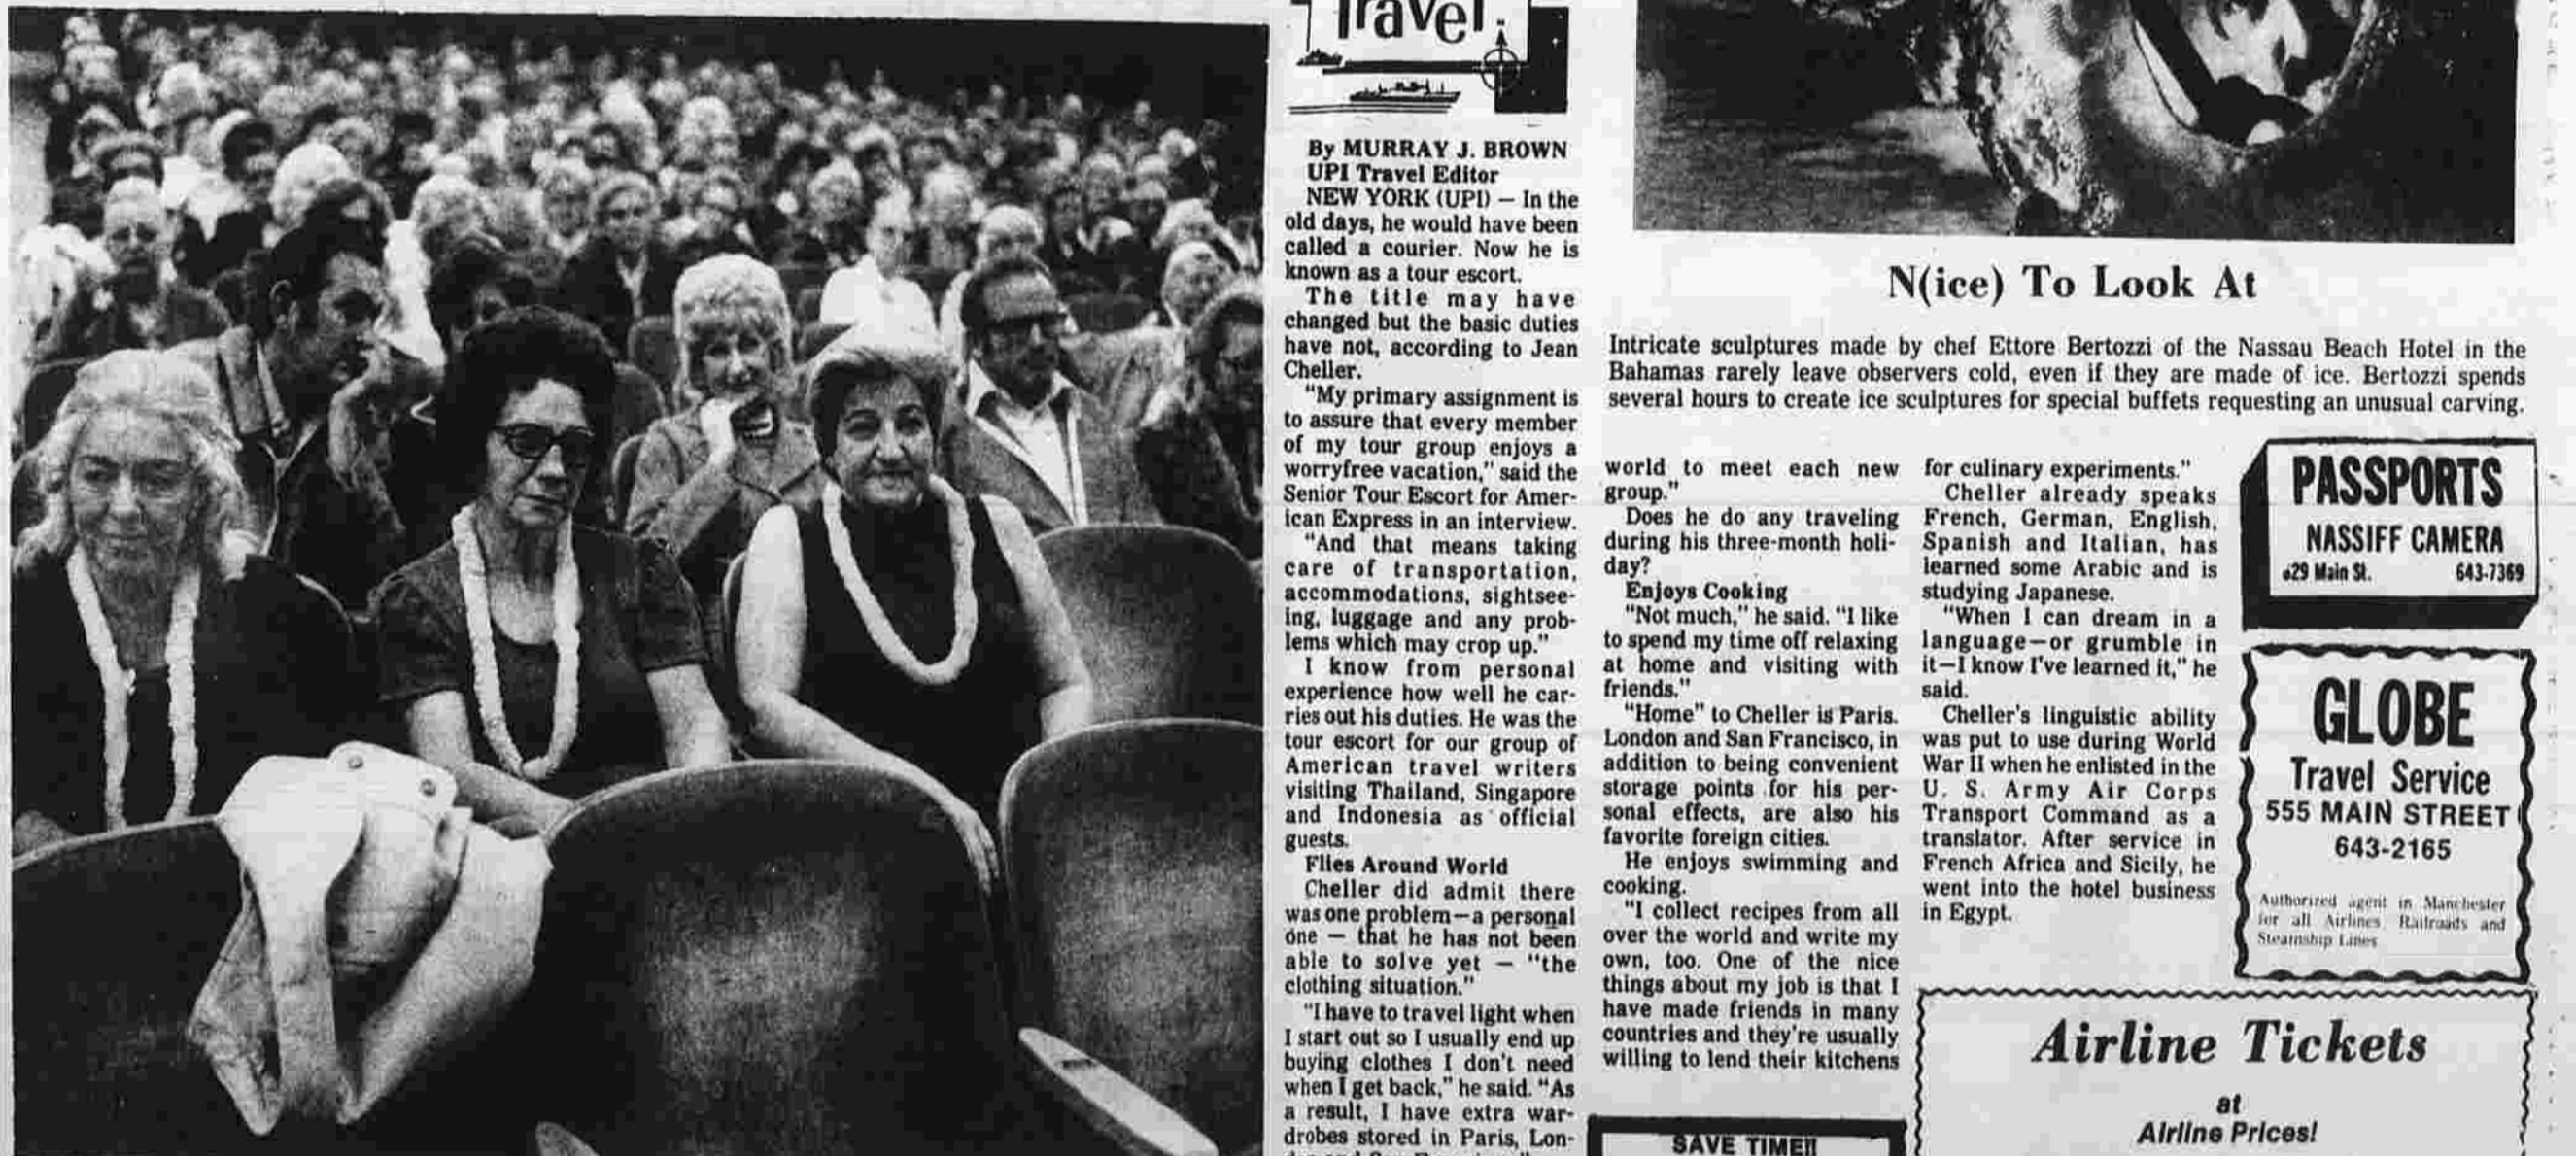 Travel
By MURRAY J. BROWN
UPI Travel Editor
NEW YORK (UPI) — In the
old days, he would have been
called a courier. Now he is
known as a tour escort.
The title may have
changed but the basic duties
have not, according to Jean
Cheller.
"My primary assignment is
to assure that every member
of my tour group enjoys a
worryfree vacation," said the
Senior Tour Escort for Amer-
ican Express in an interview.
"And that means taking
care of transportation,
accommodations, sightsee-
ing, luggage and any prob-
lems which may crop up."
I know from personal
experience how well he car-
ries out his duties. He was the
tour escort for our group of
American travel writers
visiting Thailand, Singapore
and Indonesia as official
guests.
Flies Around World
Cheller did admit there
was one problem—a personal
one — that he has not been
able to solve yet — "the
clothing situation."
"I have to travel light when
I start out so I usually end up
buying clothes I don't need
when I get back," he said. "As
a result, I have extra war-
drobes stored in Paris, Lon-
N(ice) To Look At
Intricate sculptures made by chef Ettore Bertozzi of the Nassau Beach Hotel in the
Bahamas rarely leave observers cold, even if they are made of ice. Bertozzi spends
several hours to create ice sculptures for special buffets requesting an unusual carving.
world to meet each new
group."
Does he do any traveling
during his three-month holi-
day?
Enjoys Cooking
"Not much," he said. "I like
to spend my time off relaxing
at home and visiting with
friends."
"Home" to Cheller is Paris.
London and San Francisco, in
addition to being convenient
storage points for his per-
sonal effects, are also his
favorite foreign cities.
He enjoys swimming and
cooking.
"I collect recipes from all
over the world and write my
own, too. One of the nice
things about my job is that I
have made friends in many
countries and they're usually
willing to lend their kitchens
for culinary experiments."
Cheller already speaks
French, German, English,
Spanish and Italian, has
learned some Arabic and is
studying Japanese.
"When I can dream in a
language—or grumble in
it—I know I've learned it," he
said.
Cheller's linguistic ability
was put to use during World
War II when he enlisted in the
U. S. Army Air Corps
Transport Command as a
translator. After service in
French Africa and Sicily, he
went into the hotel business
in Egypt.
PASSPORTS
NASSIFF CAMERA
629 Main St. 643-7369
GLOBE
Travel Service
555 MAIN STREET
643-2165
Authorized agent in Manchester
for all Airlines Railroads and
Steamship Lines
Airline Tickets
at
Airline Prices!
SAVE TIME!!